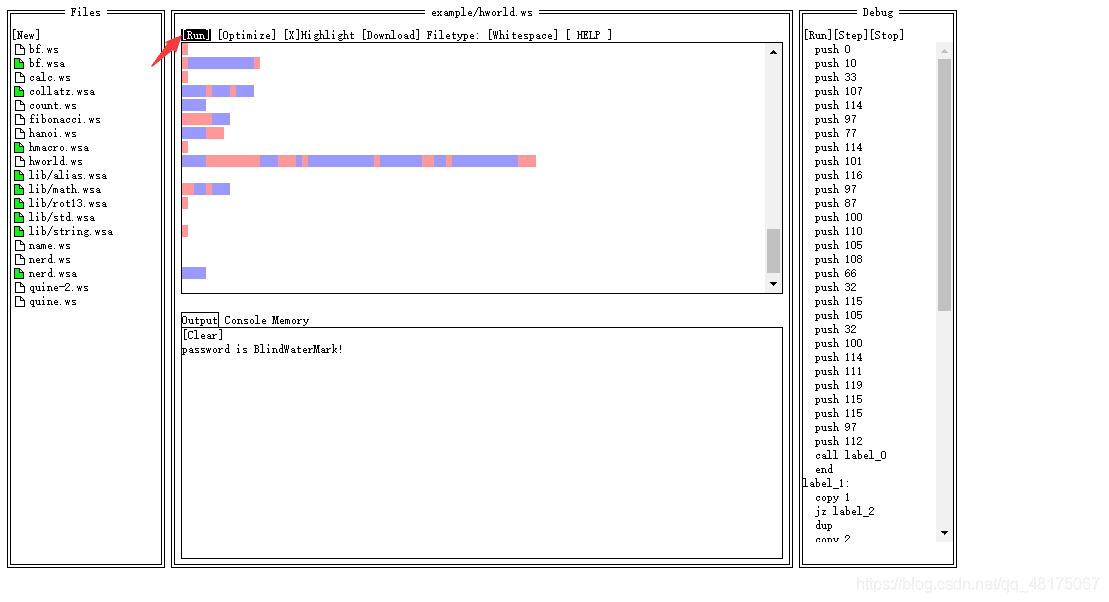 Files
[New]
bf.ws
bf.wsa
calc.ws
collatz.wsa
count.ws
fibonacci.ws
hanoi.ws
hmacro.wsa
hworld.ws
lib/alias.wsa
lib/math.wsa
lib/rot13.wsa
lib/std.wsa
lib/string.wsa
name.ws
nerd.ws
nerd.wsa
quine-2.ws
quine.ws
example/hworld.ws
[Run] [Optimize] [X]Highlight [Download] Filetype: [Whitespace] [ HELP ]
Output Console Memory
[Clear]
password is BlindWaterMark!
Debug
[Run][Step][Stop]
push 0
push 10
push 33
push 107
push 114
push 97
push 77
push 114
push 101
push 116
push 97
push 87
push 100
push 110
push 105
push 108
push 66
push 32
push 115
push 105
push 32
push 100
push 114
push 111
push 119
push 115
push 115
push 97
push 112
call label_0
end
label_1:
copy 1
jz label_2
dup
copy 2
https://blog.csdn.net/qq_48175067